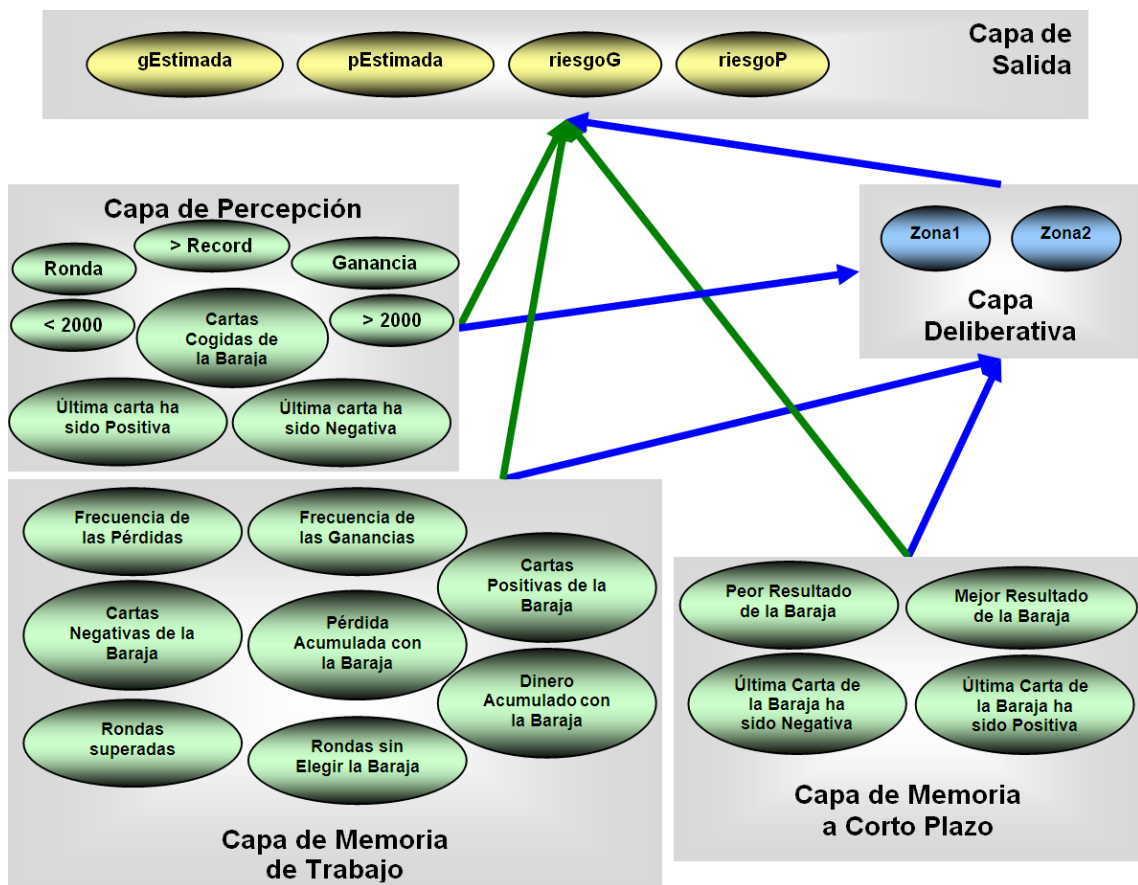 gEstimada
pEstimada
riesgoG
riesgoP
Capa de
Salida
Capa de Percepción
> Record
Ronda
Ganancia
< 2000
Cartas
Cogidas de
la Baraja
> 2000
Última carta ha
sido Positiva
Última carta ha
sido Negativa
Zona1
Zona2
Capa
Deliberativa
Frecuencia de
las Pérdidas
Frecuencia de
las Ganancias
Cartas
Positivas de la
Baraja
Cartas
Negativas de la
Baraja
Pérdida
Acumulada con
la Baraja
Dinero
Acumulado con
la Baraja
Rondas
superadas
Rondas sin
Elegir la Baraja
Capa de Memoria
de Trabajo
Peor Resultado
de la Baraja
Mejor Resultado
de la Baraja
Última Carta de
la Baraja ha
sido Negativa
Última Carta de
la Baraja ha
sido Positiva
Capa de Memoria
a Corto Plazo